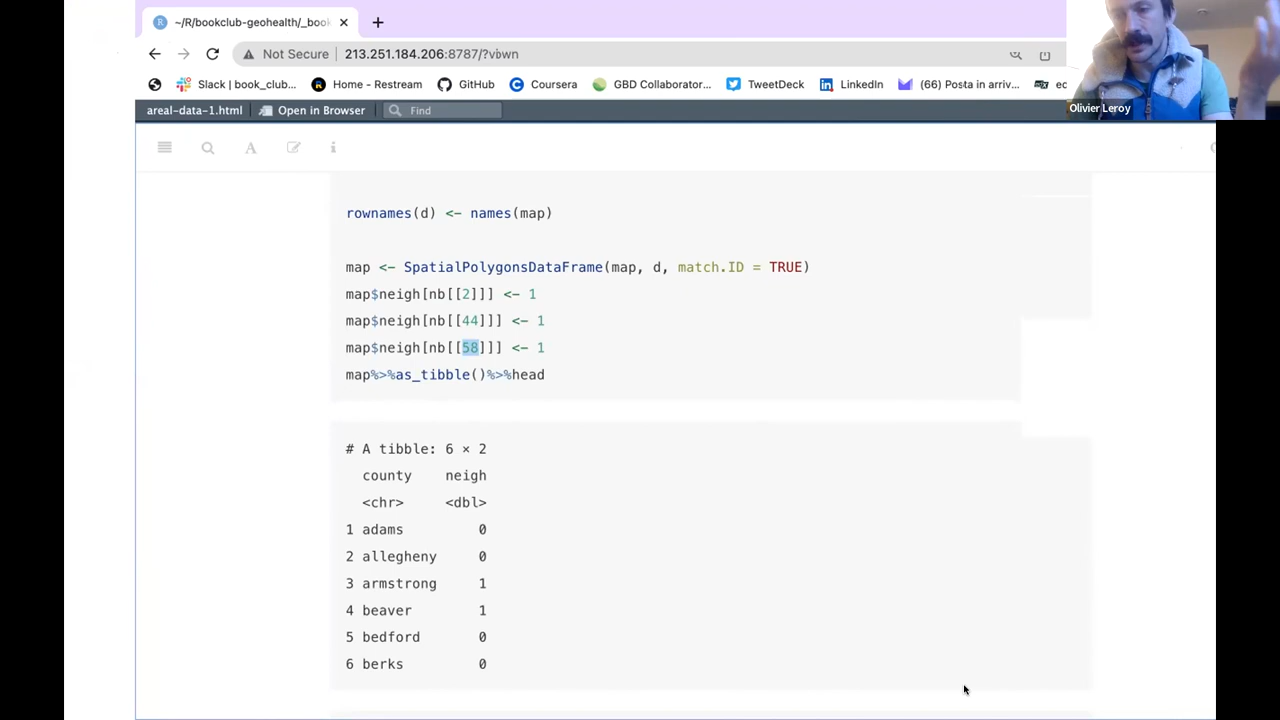 ~/R/bookclub-geohealth/_book
Not Secure 213.251.184.206:8787/?view
Slack | book_club... Home - Restream GitHub Coursera GBD Collaborator... TweetDeck LinkedIn (66) Posta in arriv...
areal-data-1.html Open in Browser Find
Olivier Leroy
rownames(d) <- names(map)
map <- SpatialPolygonsDataFrame(map, d, match.ID = TRUE)
map$neigh[nb[[2]]] <- 1
map$neigh[nb[[44]]] <- 1
map$neigh[nb[[58]]] <- 1
map%>%as_tibble()%>%head
# A tibble: 6 × 2
county neigh
<chr> <dbl>
1 adams 0
2 allegheny 0
3 armstrong 1
4 beaver 1
5 bedford 0
6 berks 0